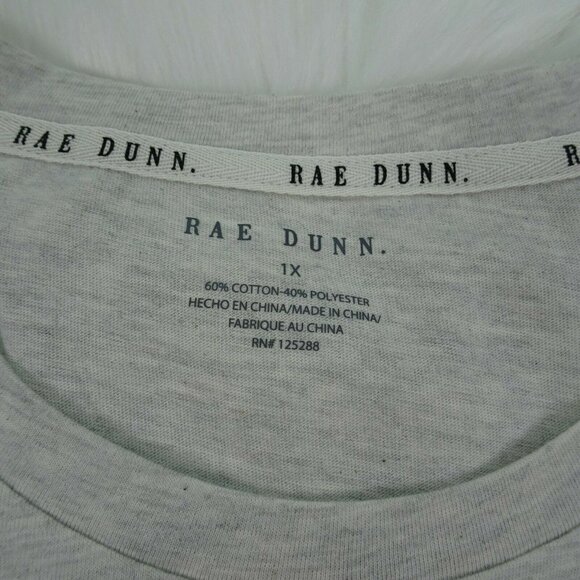 RAE DUNN. RAE DUNN. R
RAE DUNN.
1X
60% COTTON-40% POLYESTER
HECHO EN CHINA/MADE IN CHINA/
FABRIQUE AU CHINA
RN# 125288